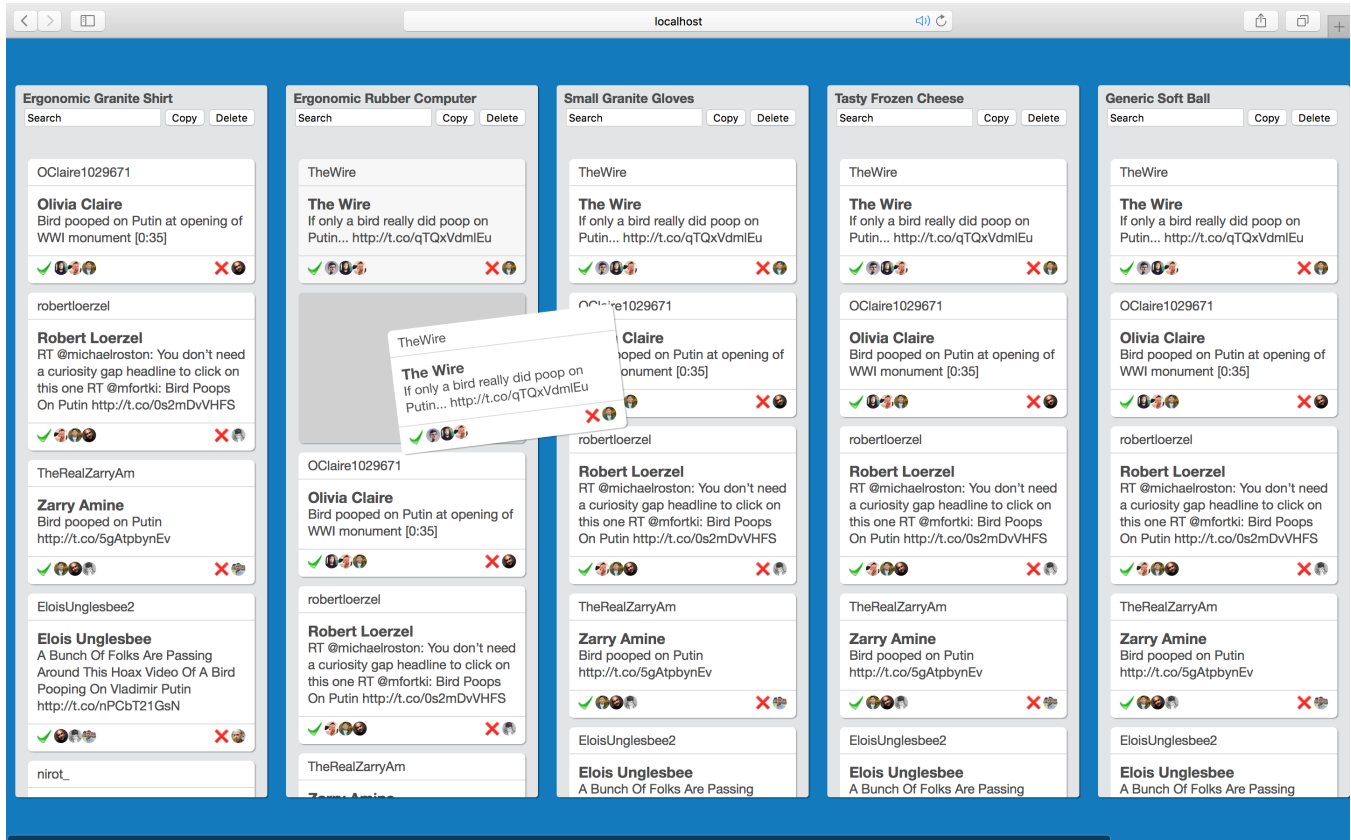 localhost
Ergonomic Granite Shirt
Search Copy Delete
OClaire1029671
Olivia Claire
Bird pooped on Putin at opening of
WWI monument [0:35]
robertloerzel
Robert Loerzel
RT @michaelroston: You don’t need
a curiosity gap headline to click on
this one RT @mfortki: Bird Poops
On Putin http://t.co/0s2mDvVHFS
TheRealZarryAm
Zarry Amine
Bird pooped on Putin
http://t.co/5gAtpbynEv
EloisUnglesbee2
Elois Unglesbee
A Bunch Of Folks Are Passing
Around This Hoax Video Of A Bird
Pooping On Vladimir Putin
http://t.co/nPCbT21GsN
nirot_
Ergonomic Rubber Computer
Search Copy Delete
TheWire
The Wire
If only a bird really did poop on
Putin... http://t.co/qTQxVdmlEu
TheWire
The Wire
If only a bird really did poop on
Putin... http://t.co/qTQxVdmlEu
OClaire1029671
Olivia Claire
Bird pooped on Putin at opening of
WWI monument [0:35]
robertloerzel
Robert Loerzel
RT @michaelroston: You don’t need
a curiosity gap headline to click on
this one RT @mfortki: Bird Poops
On Putin http://t.co/0s2mDvVHFS
TheRealZarryAm
Zarry Amine
Small Granite Gloves
Search Copy Delete
TheWire
The Wire
If only a bird really did poop on
Putin... http://t.co/qTQxVdmlEu
OClaire1029671
Claire
pooped on Putin at opening of
onument [0:35]
robertloerzel
Robert Loerzel
RT @michaelroston: You don’t need
a curiosity gap headline to click on
this one RT @mfortki: Bird Poops
On Putin http://t.co/0s2mDvVHFS
TheRealZarryAm
Zarry Amine
Bird pooped on Putin
http://t.co/5gAtpbynEv
EloisUnglesbee2
Elois Unglesbee
A Bunch Of Folks Are Passing
Tasty Frozen Cheese
Search Copy Delete
TheWire
The Wire
If only a bird really did poop on
Putin... http://t.co/qTQxVdmlEu
OClaire1029671
Olivia Claire
Bird pooped on Putin at opening of
WWI monument [0:35]
robertloerzel
Robert Loerzel
RT @michaelroston: You don’t need
a curiosity gap headline to click on
this one RT @mfortki: Bird Poops
On Putin http://t.co/0s2mDvVHFS
TheRealZarryAm
Zarry Amine
Bird pooped on Putin
http://t.co/5gAtpbynEv
EloisUnglesbee2
Elois Unglesbee
A Bunch Of Folks Are Passing
Generic Soft Ball
Search Copy Delete
TheWire
The Wire
If only a bird really did poop on
Putin... http://t.co/qTQxVdmlEu
OClaire1029671
Olivia Claire
Bird pooped on Putin at opening of
WWI monument [0:35]
robertloerzel
Robert Loerzel
RT @michaelroston: You don’t need
a curiosity gap headline to click on
this one RT @mfortki: Bird Poops
On Putin http://t.co/0s2mDvVHFS
TheRealZarryAm
Zarry Amine
Bird pooped on Putin
http://t.co/5gAtpbynEv
EloisUnglesbee2
Elois Unglesbee
A Bunch Of Folks Are Passing